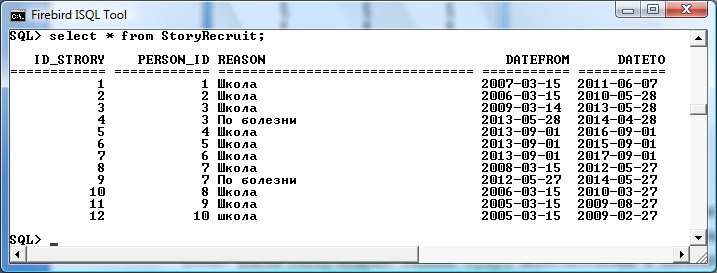 Firebird ISQL Tool
SQL> select * from StoryRecruit;
ID_STRORY PERSON_ID REASON DATEFROM DATETO
============ ============ =============================== =========== ===========
1 1 Школа 2007-03-15 2011-06-07
2 2 Школа 2006-03-15 2010-05-28
3 3 Школа 2009-03-14 2013-05-28
4 3 По болезни 2013-05-28 2014-04-28
5 4 Школа 2013-09-01 2016-09-01
6 5 Школа 2013-09-01 2015-09-01
7 6 Школа 2013-09-01 2017-09-01
8 7 Школа 2008-03-15 2012-05-27
9 7 По болезни 2012-05-27 2014-05-27
10 8 Школа 2006-03-15 2010-03-27
11 9 Школа 2005-03-15 2009-08-27
12 10 школа 2005-03-15 2009-02-27
SQL> _